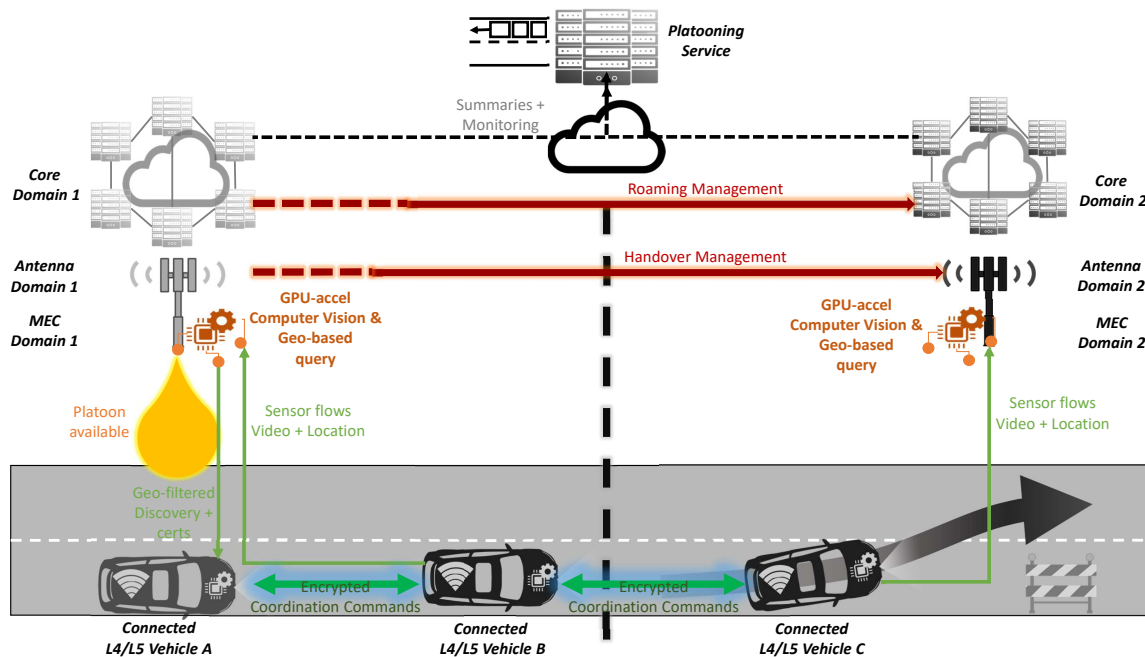 Platooning
Service
Summaries +
Monitoring
Core
Domain 1
Roaming Management
Core
Domain 2
Antenna
Domain 1
Handover Management
Antenna
Domain 2
MEC
Domain 1
GPU-accel
Computer Vision &
Geo-based
query
GPU-accel
Computer Vision &
Geo-based
query
MEC
Domain 2
Platoon
available
Sensor flows
Video + Location
Sensor flows
Video + Location
Geo-filtered
Discovery +
certs
Encrypted
Coordination Commands
Encrypted
Coordination Commands
Connected
L4/L5 Vehicle A
Connected
L4/L5 Vehicle B
Connected
L4/L5 Vehicle C